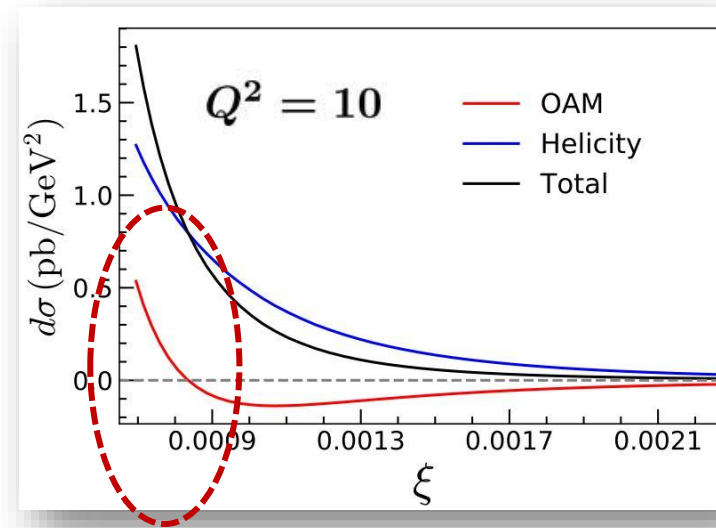 Q² = 10
OAM
Helicity
Total
dσ (pb/GeV²)
1.5
1.0
0.5
0.0
0.0009
0.0013
0.0017
0.0021
ξ